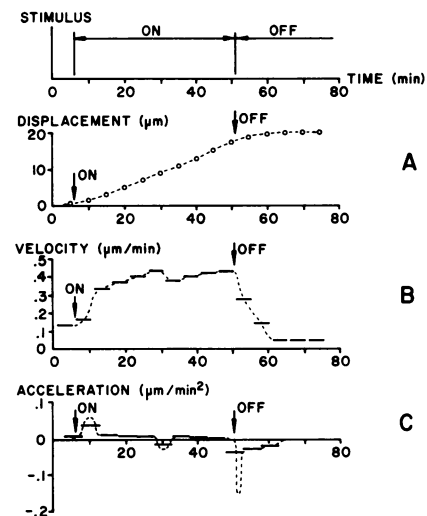 STIMULUS
ON OFF
TIME (min)
0 20 40 60 80
DISPLACEMENT (μm)
OFF
20
10
0
ON
A
20 40 60 80
VELOCITY (μm/min)
OFF
.5
.4
.3
.2
.1
0
ON
B
20 40 60 80
ACCELERATION (μm/min²)
.1
ON
OFF
0
-.1
-.2
C
20 40 60 80